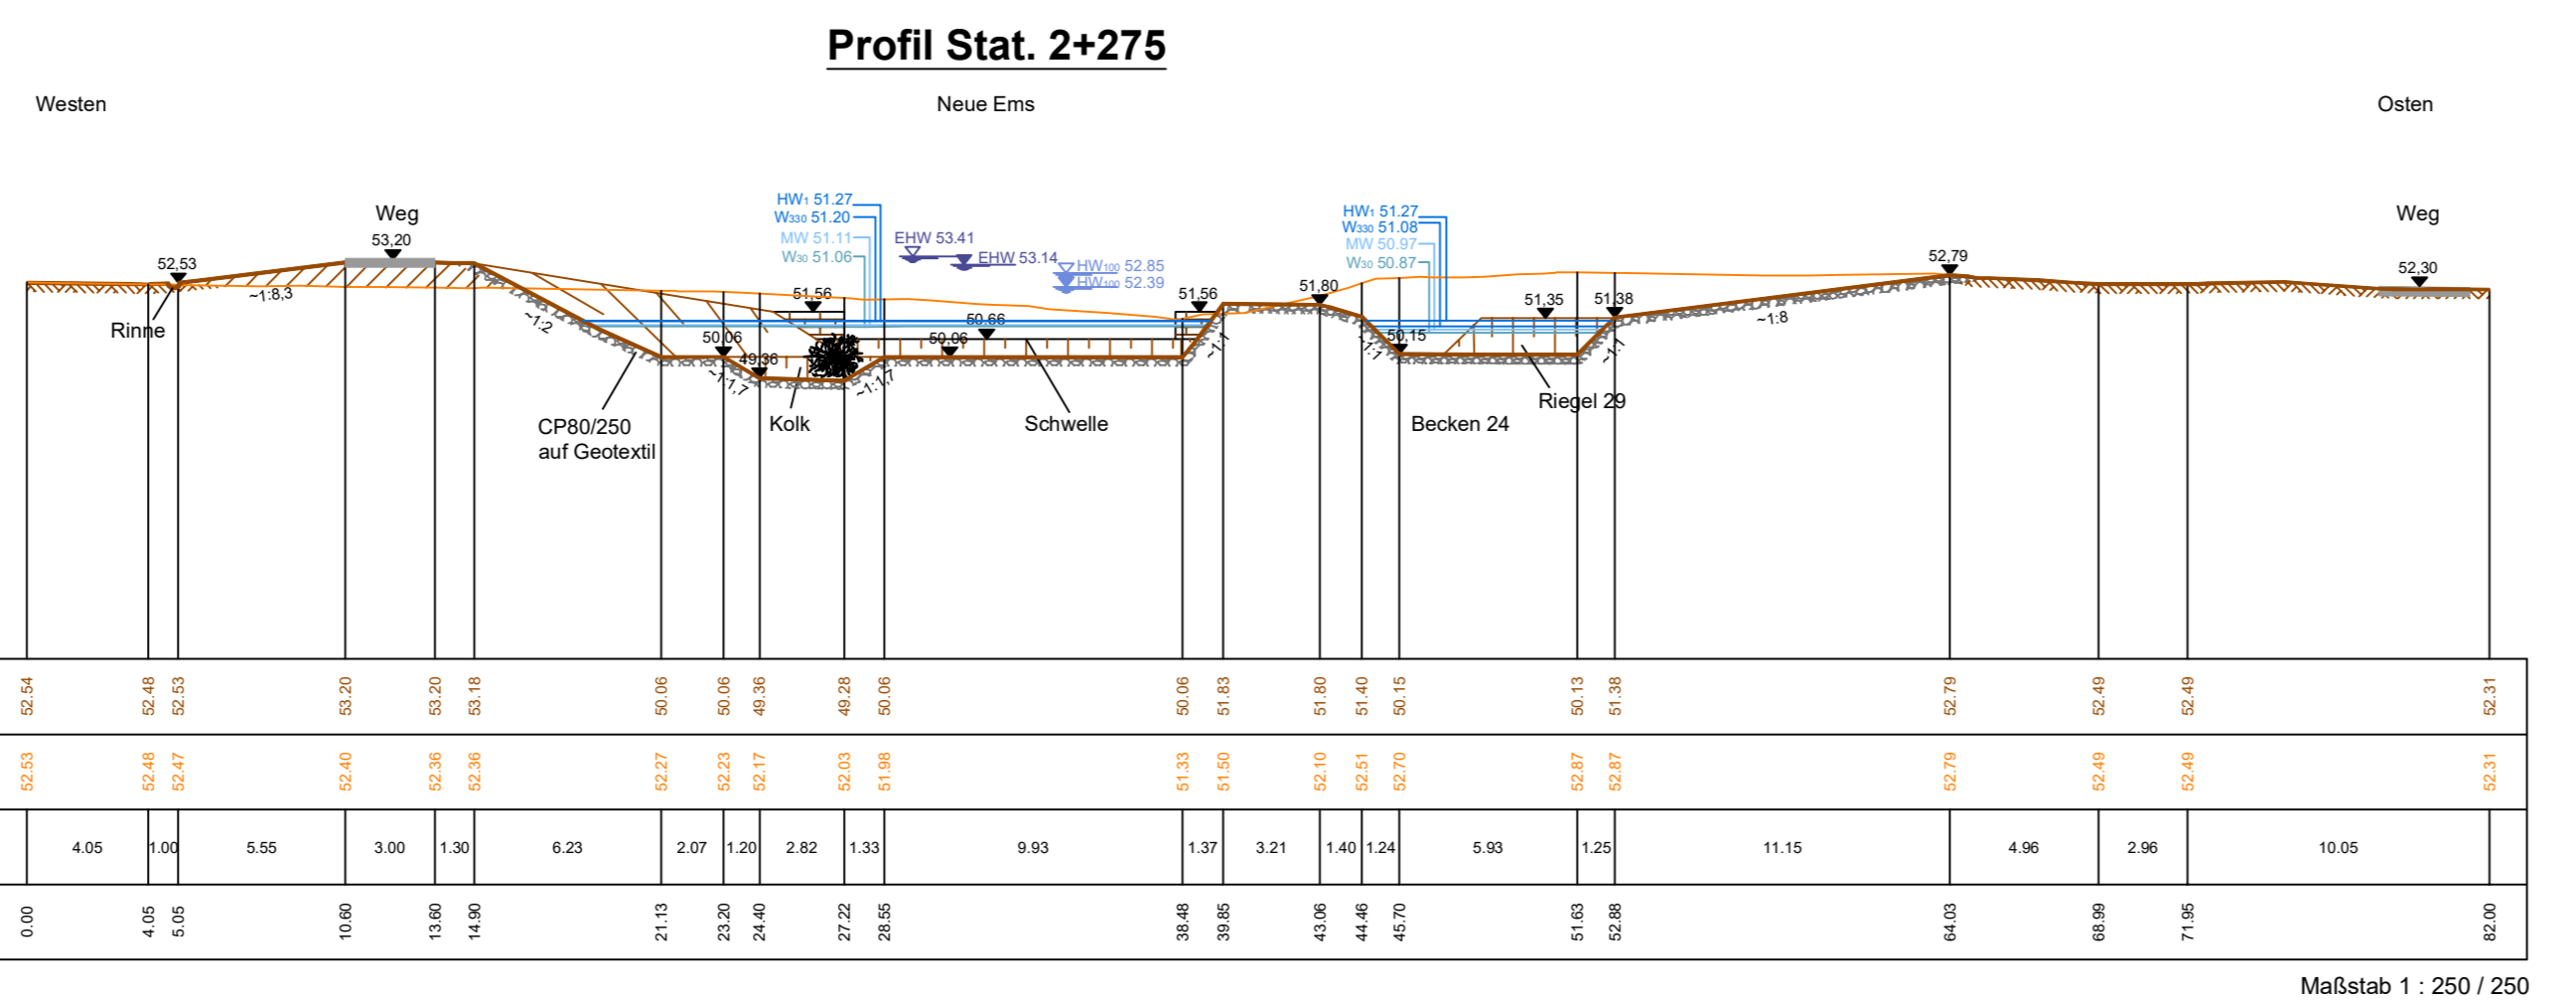 Profil Stat. 2+275
Westen
Neue Ems
Osten
HW1 51.27
W330 51.20
MW 51.11
W30 51.06
HW1 51.27
W330 51.08
MW 50.97
W30 50.87
Weg
53,20
Weg
EHW 53.41
EHW 53.14
HW100 52.85
HW100 52.39
52,53
52,79
52,30
~1:8,3
51,56
51,56
51,80
51,35
51,38
Rinne
~1:2
50,06
49,36
50,66
50,06
~1:1
~1:1
50,15
~1:1
~1:8
~1:1,7
~1:1,7
CP80/250
auf Geotextil
Kolk
Schwelle
Becken 24
Riegel 29
52.54 52.48 52.53 53.20 53.20 53.18 50.06 50.06 49.36 49.28 50.06 50.06 51.83 51.80 51.40 50.15 50.13 51.38 52.79 52.49 52.49 52.31
52.53 52.48 52.47 52.40 52.36 52.36 52.27 52.23 52.17 52.03 51.98 51.33 51.50 52.10 52.51 52.70 52.87 52.87 52.79 52.49 52.49 52.31
4.05 1.00 5.55 3.00 1.30 6.23 2.07 1.20 2.82 1.33 9.93 1.37 3.21 1.40 1.24 5.93 1.25 11.15 4.96 2.96 10.05
0.00 4.05 5.05 10.60 13.60 14.90 21.13 23.20 24.40 27.22 28.55 38.48 39.85 43.06 44.46 45.70 51.63 52.88 64.03 68.99 71.95 82.00
Maßstab 1 : 250 / 250